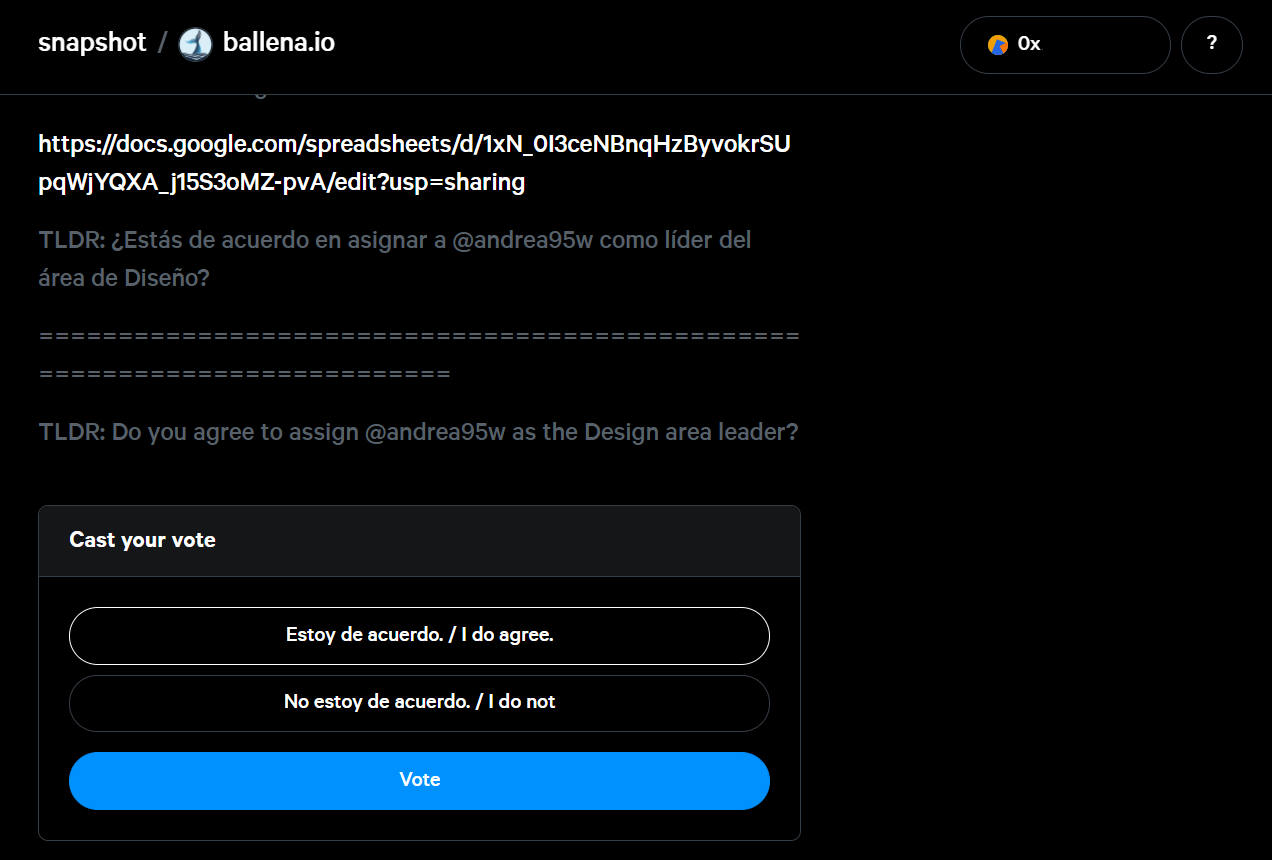 snapshot / ballena.io
0x
?
https://docs.google.com/spreadsheets/d/1xN_0I3ceNBnqHzByvokrSU
pqWjYQXA_j15S3oMZ-pvA/edit?usp=sharing
TLDR: ¿Estás de acuerdo en asignar a @andrea95w como líder del
área de Diseño?
================================================
==========================
TLDR: Do you agree to assign @andrea95w as the Design area leader?
Cast your vote
Estoy de acuerdo. / I do agree.
No estoy de acuerdo. / I do not
Vote